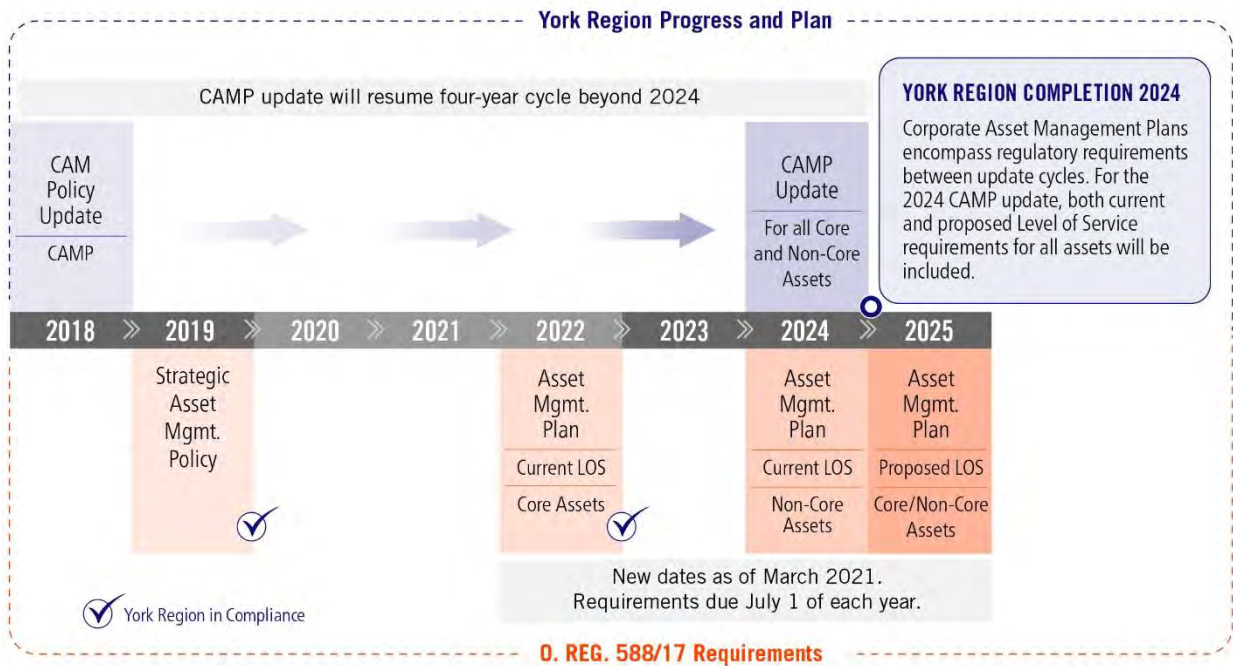 York Region Progress and Plan
CAMP update will resume four-year cycle beyond 2024
CAM
Policy
Update
CAMP
CAMP
Update
For all Core
and Non-Core
Assets
YORK REGION COMPLETION 2024
Corporate Asset Management Plans
encompass regulatory requirements
between update cycles. For the
2024 CAMP update, both current
and proposed Level of Service
requirements for all assets will be
included.
2018 » 2019 » 2020 » 2021 » 2022 » 2023 » 2024 » 2025
Strategic
Asset
Mgmt.
Policy
Asset
Mgmt.
Plan
Current LOS
Core Assets
Asset
Mgmt.
Plan
Current LOS
Non-Core
Assets
Asset
Mgmt.
Plan
Proposed LOS
Core/Non-Core
Assets
New dates as of March 2021.
Requirements due July 1 of each year.
York Region in Compliance
O. REG. 588/17 Requirements